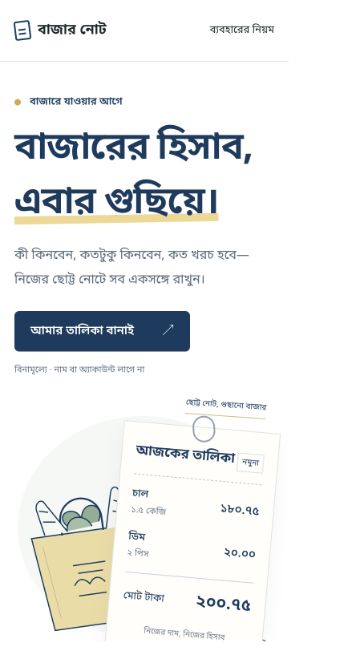 বাজার নোট
ব্যবহারের নিয়ম
বাজারে যাওয়ার আগে
বাজারের হিসাব,
এবার গুছিয়ে।
কী কিনবেন, কতটুকু কিনবেন, কত খরচ হবে—
নিজের ছোট্ট নোটে সব একসঙ্গে রাখুন।
আমার তালিকা বানাই ↗
বিনামূল্যে · নাম বা অ্যাকাউন্ট লাগে না
ছোট্ট নোট, গুছানো বাজার
আজকের তালিকা নমুনা
চাল
১.৫ কেজি ১৮০.৭৫
ডিম
২ পিস ২০.০০
মোট টাকা ২০০.৭৫
নিজের দাম, নিজের হিসাব